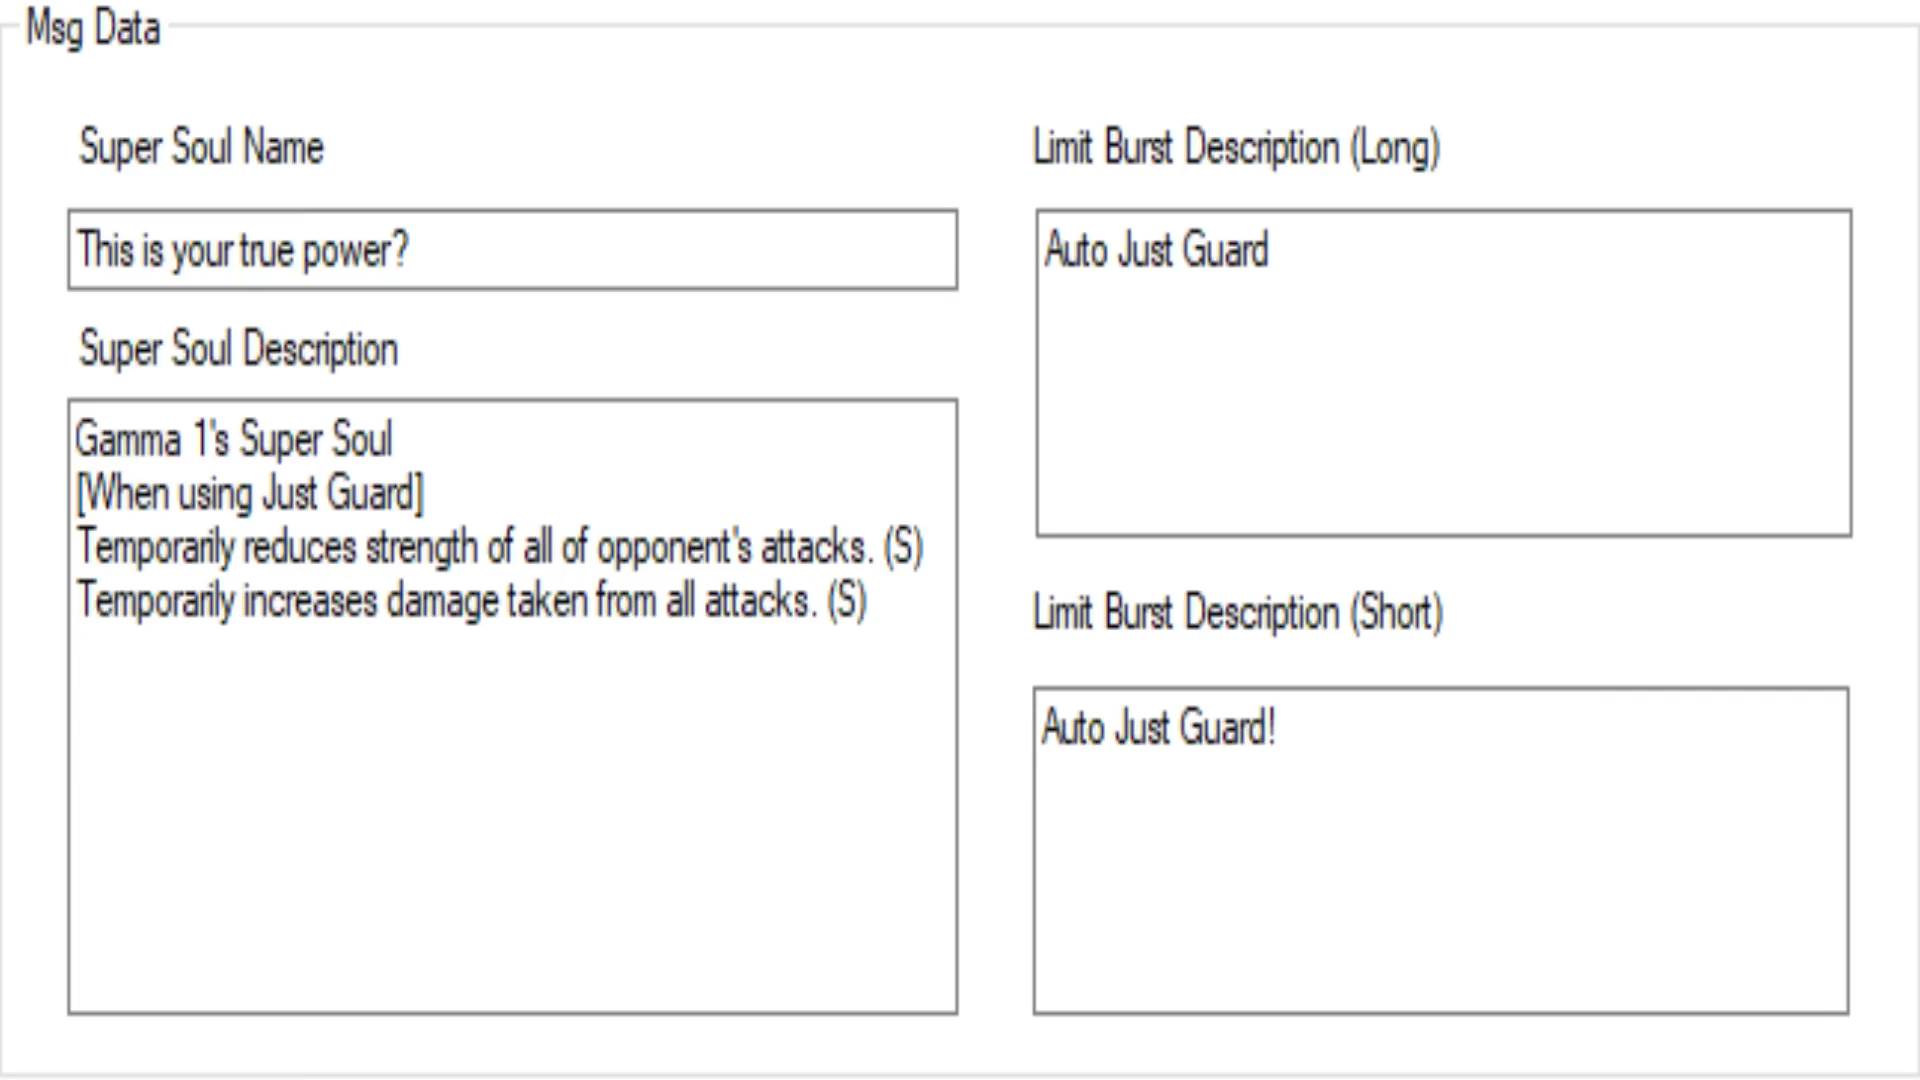 Msg Data
Super Soul Name
This is your true power?
Super Soul Description
Gamma 1's Super Soul
[When using Just Guard]
Temporarily reduces strength of all of opponent's attacks. (S)
Temporarily increases damage taken from all attacks. (S)
Limit Burst Description (Long)
Auto Just Guard
Limit Burst Description (Short)
Auto Just Guard!